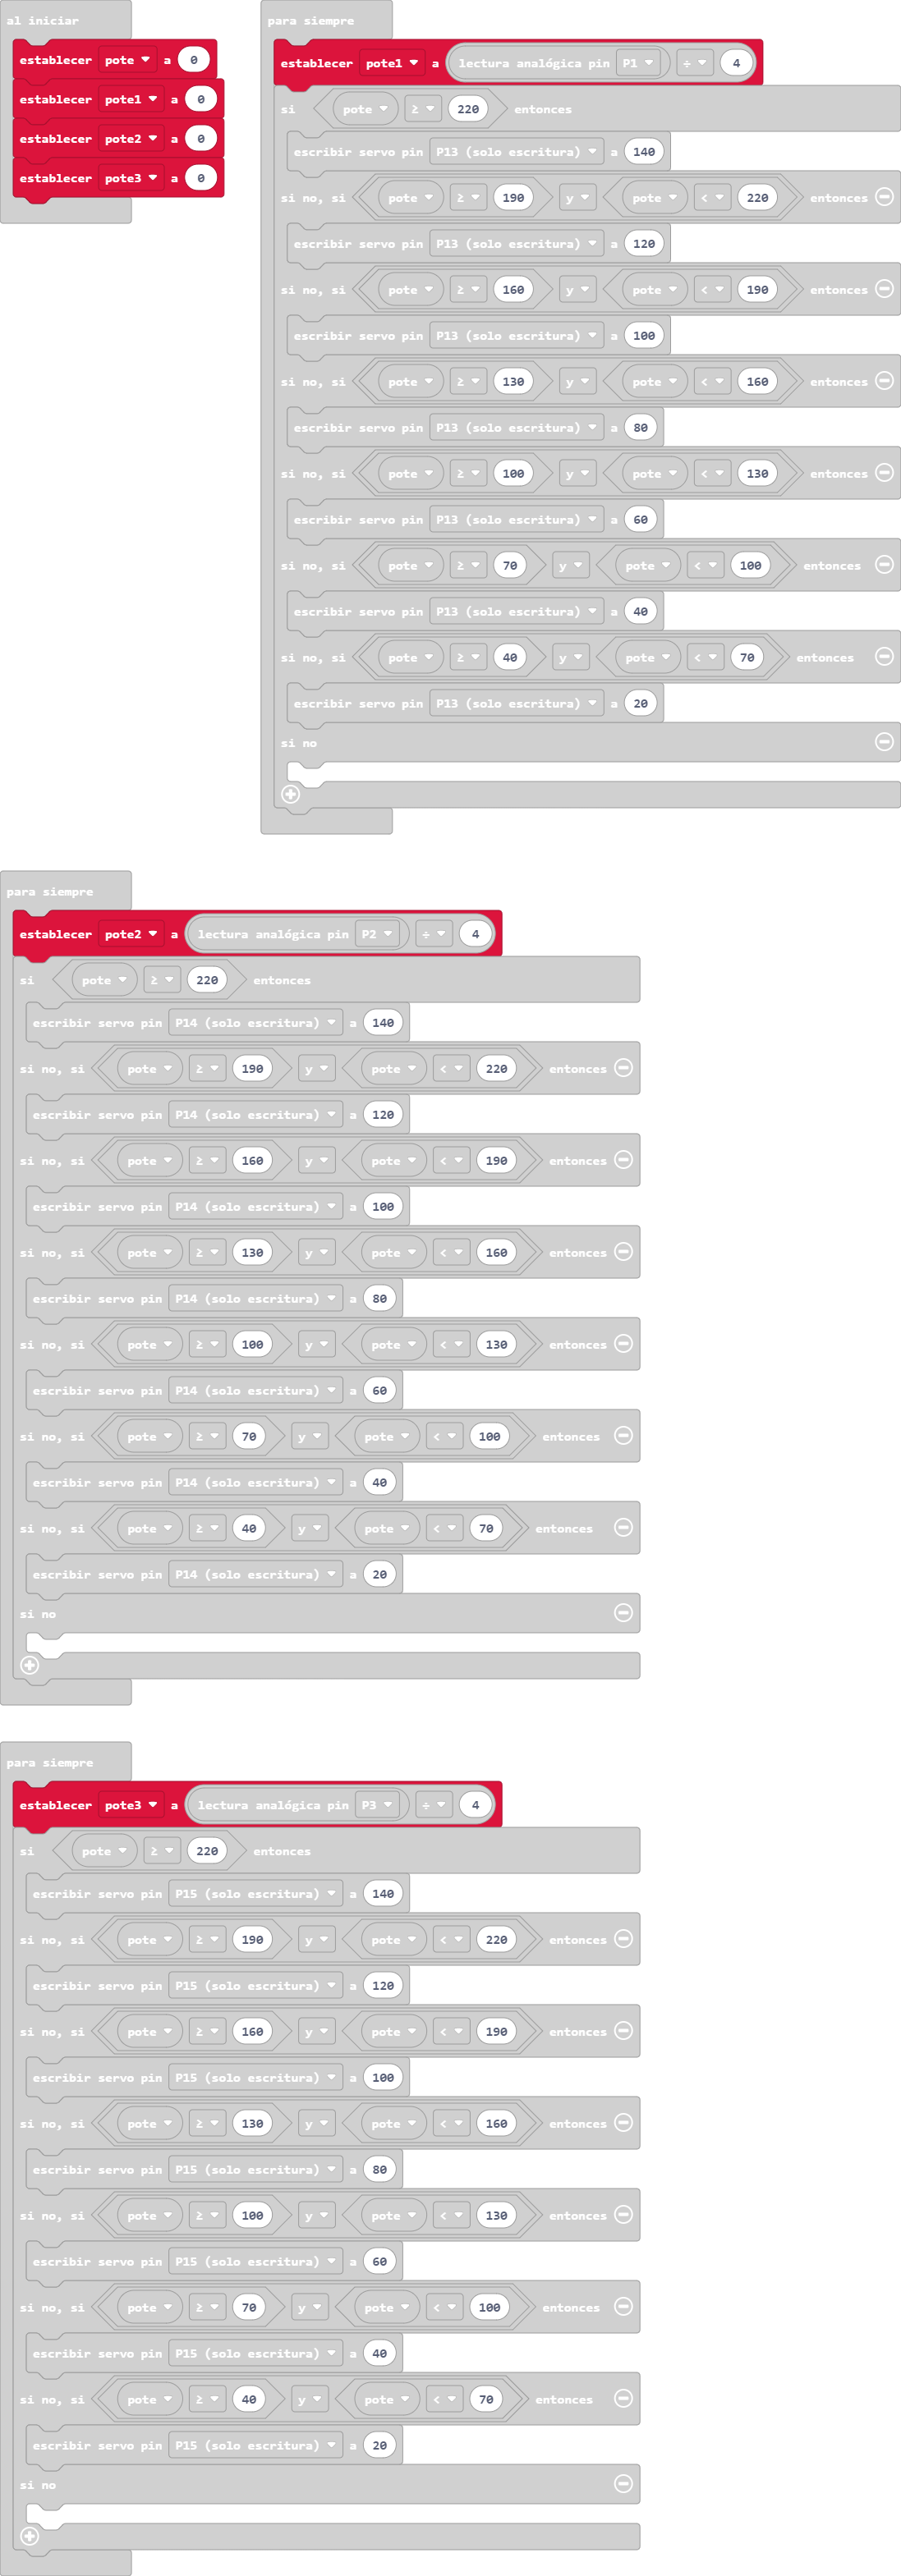 al iniciar
establecer pote a 0
establecer pote1 a 0
establecer pote2 a 0
establecer pote3 a 0
para siempre
establecer pote1 a lectura analógica pin P1 ÷ 4
si pote ≥ 220 entonces
escribir servo pin P13 (solo escritura) a 140
si no, si pote ≥ 190 y pote < 220 entonces
escribir servo pin P13 (solo escritura) a 120
si no, si pote ≥ 160 y pote < 190 entonces
escribir servo pin P13 (solo escritura) a 100
si no, si pote ≥ 130 y pote < 160 entonces
escribir servo pin P13 (solo escritura) a 80
si no, si pote ≥ 100 y pote < 130 entonces
escribir servo pin P13 (solo escritura) a 60
si no, si pote ≥ 70 y pote < 100 entonces
escribir servo pin P13 (solo escritura) a 40
si no, si pote ≥ 40 y pote < 70 entonces
escribir servo pin P13 (solo escritura) a 20
si no
para siempre
establecer pote2 a lectura analógica pin P2 ÷ 4
si pote ≥ 220 entonces
escribir servo pin P14 (solo escritura) a 140
si no, si pote ≥ 190 y pote < 220 entonces
escribir servo pin P14 (solo escritura) a 120
si no, si pote ≥ 160 y pote < 190 entonces
escribir servo pin P14 (solo escritura) a 100
si no, si pote ≥ 130 y pote < 160 entonces
escribir servo pin P14 (solo escritura) a 80
si no, si pote ≥ 100 y pote < 130 entonces
escribir servo pin P14 (solo escritura) a 60
si no, si pote ≥ 70 y pote < 100 entonces
escribir servo pin P14 (solo escritura) a 40
si no, si pote ≥ 40 y pote < 70 entonces
escribir servo pin P14 (solo escritura) a 20
si no
para siempre
establecer pote3 a lectura analógica pin P3 ÷ 4
si pote ≥ 220 entonces
escribir servo pin P15 (solo escritura) a 140
si no, si pote ≥ 190 y pote < 220 entonces
escribir servo pin P15 (solo escritura) a 120
si no, si pote ≥ 160 y pote < 190 entonces
escribir servo pin P15 (solo escritura) a 100
si no, si pote ≥ 130 y pote < 160 entonces
escribir servo pin P15 (solo escritura) a 80
si no, si pote ≥ 100 y pote < 130 entonces
escribir servo pin P15 (solo escritura) a 60
si no, si pote ≥ 70 y pote < 100 entonces
escribir servo pin P15 (solo escritura) a 40
si no, si pote ≥ 40 y pote < 70 entonces
escribir servo pin P15 (solo escritura) a 20
si no